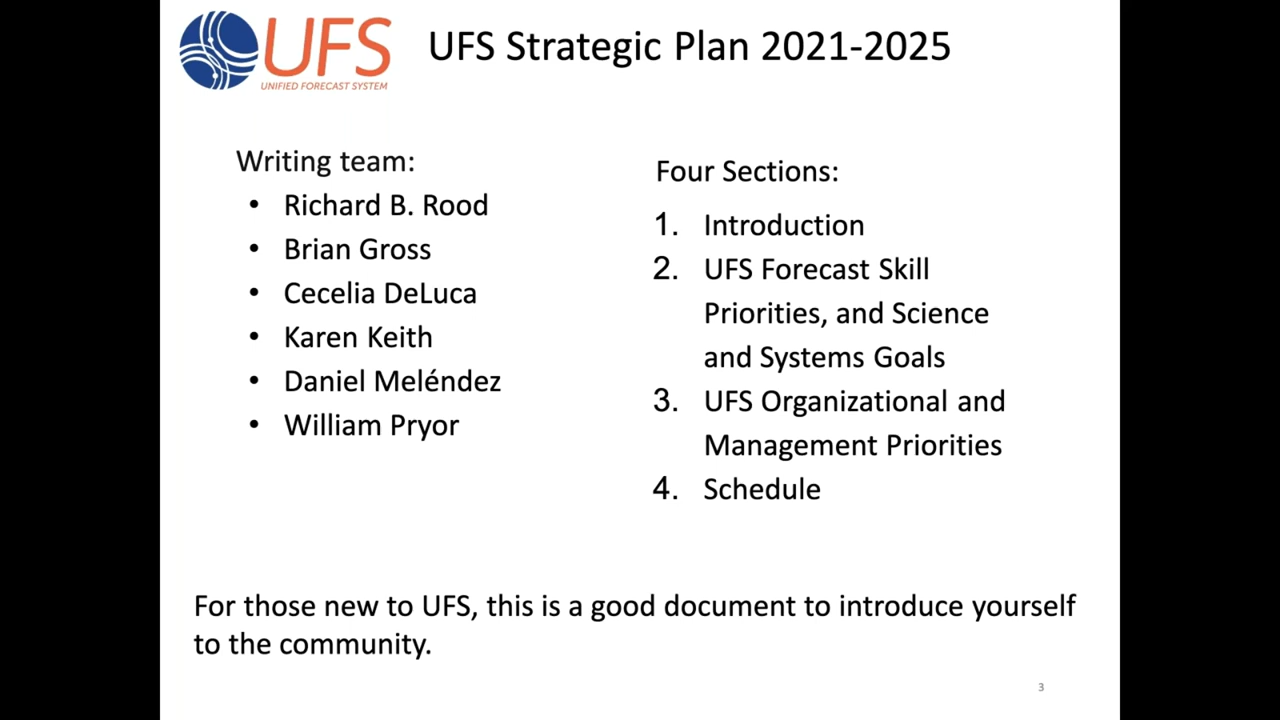 UFS
UNIFIED FORECAST SYSTEM
UFS Strategic Plan 2021-2025
Writing team:
• Richard B. Rood
• Brian Gross
• Cecelia DeLuca
• Karen Keith
• Daniel Meléndez
• William Pryor
Four Sections:
1. Introduction
2. UFS Forecast Skill
Priorities, and Science
and Systems Goals
3. UFS Organizational and
Management Priorities
4. Schedule
For those new to UFS, this is a good document to introduce yourself
to the community.
3